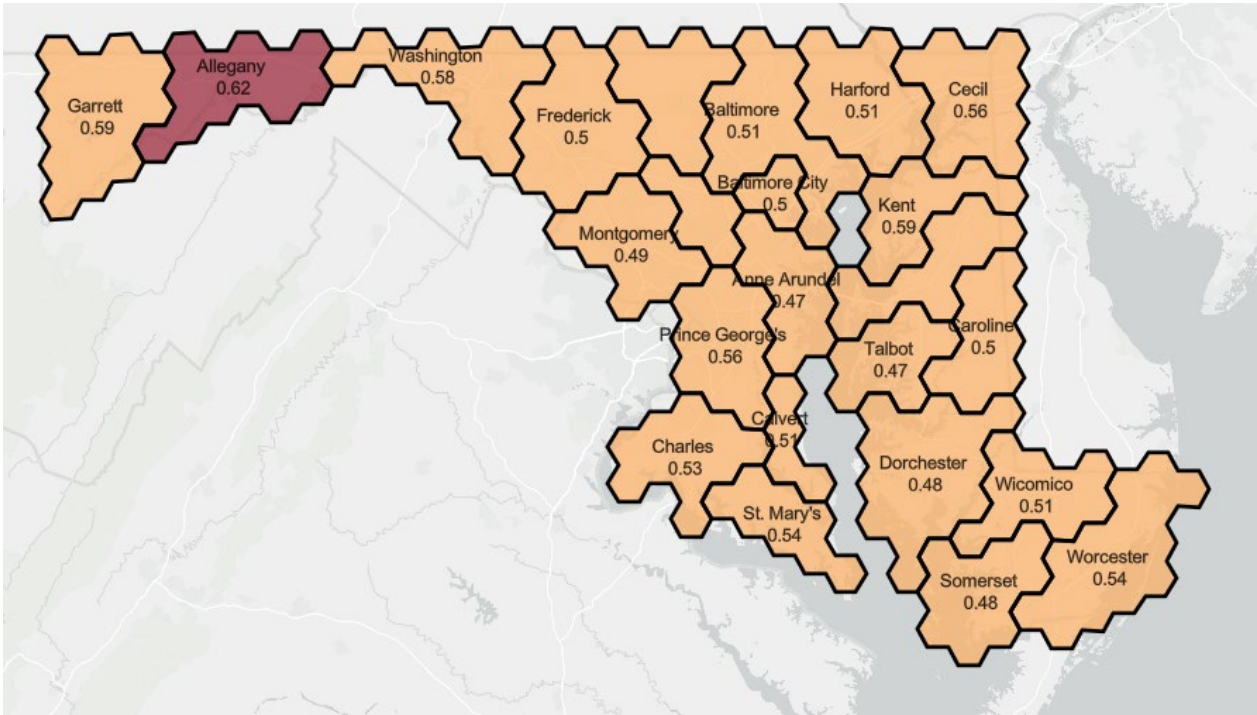 Garrett
0.59
Allegany
0.62
Washington
0.58
Frederick
0.5
Baltimore
0.51
Harford
0.51
Cecil
0.56
Baltimore City
0.5
Kent
0.59
Montgomery
0.49
Anne Arundel
0.47
Prince George's
0.56
Talbot
0.47
Caroline
0.5
Calvert
0.51
Charles
0.53
Dorchester
0.48
Wicomico
0.51
St. Mary's
0.54
Somerset
0.48
Worcester
0.54